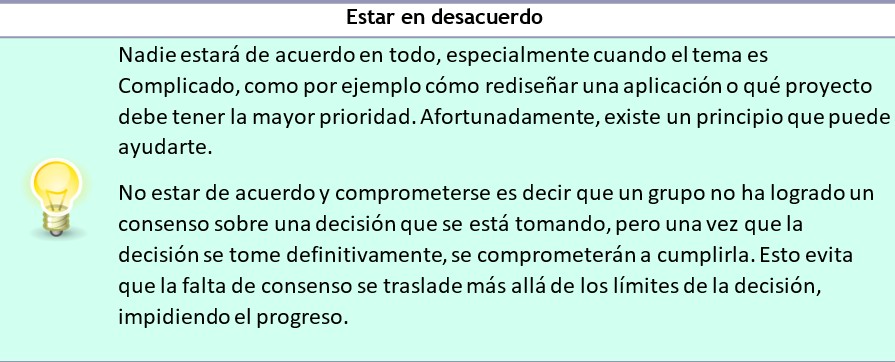 Estar en desacuerdo
Nadie estará de acuerdo en todo, especialmente cuando el tema es
Complicado, como por ejemplo cómo rediseñar una aplicación o qué proyecto
debe tener la mayor prioridad. Afortunadamente, existe un principio que puede
ayudarte.
No estar de acuerdo y comprometerse es decir que un grupo no ha logrado un
consenso sobre una decisión que se está tomando, pero una vez que la
decisión se tome definitivamente, se comprometerán a cumplirla. Esto evita
que la falta de consenso se traslade más allá de los límites de la decisión,
impidiendo el progreso.